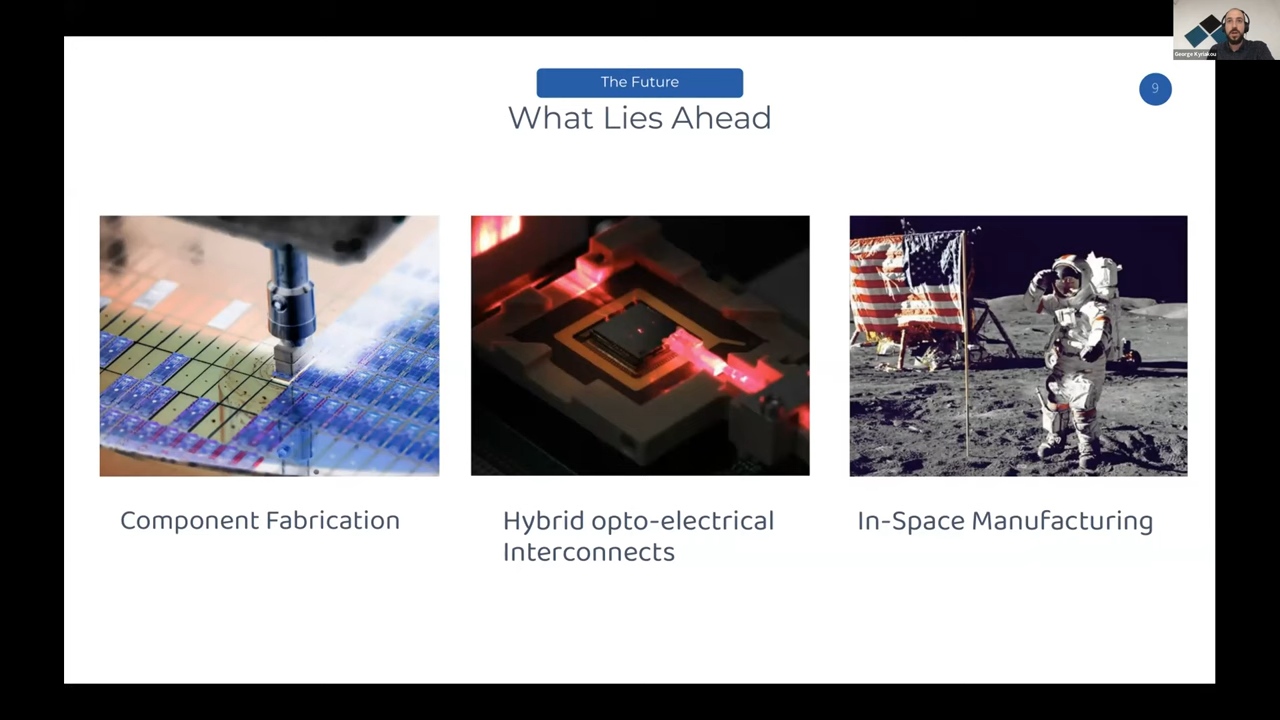 George Kyriakou
The Future
9
What Lies Ahead
Component Fabrication
Hybrid opto-electrical
Interconnects
In-Space Manufacturing